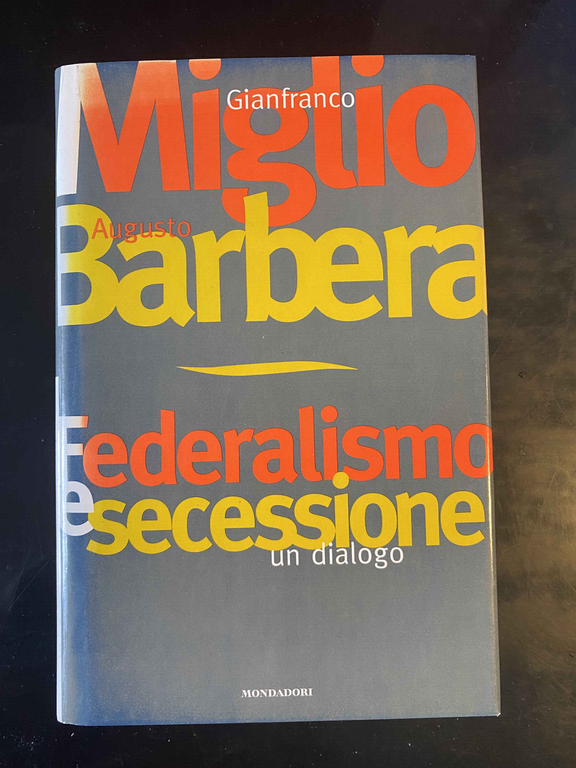 Gianfranco
Miglio
Augusto
Barbera
Federalismo
e secessione
un dialogo
MONDADORI